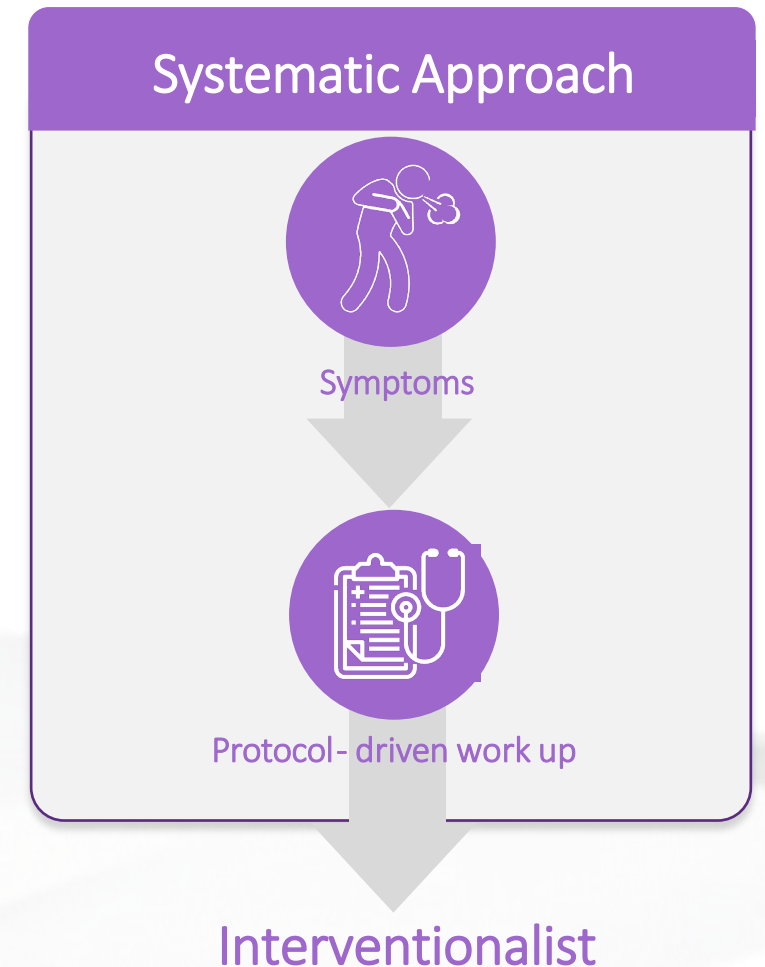 Systematic Approach
Symptoms
Protocol- driven work up
Interventionalist